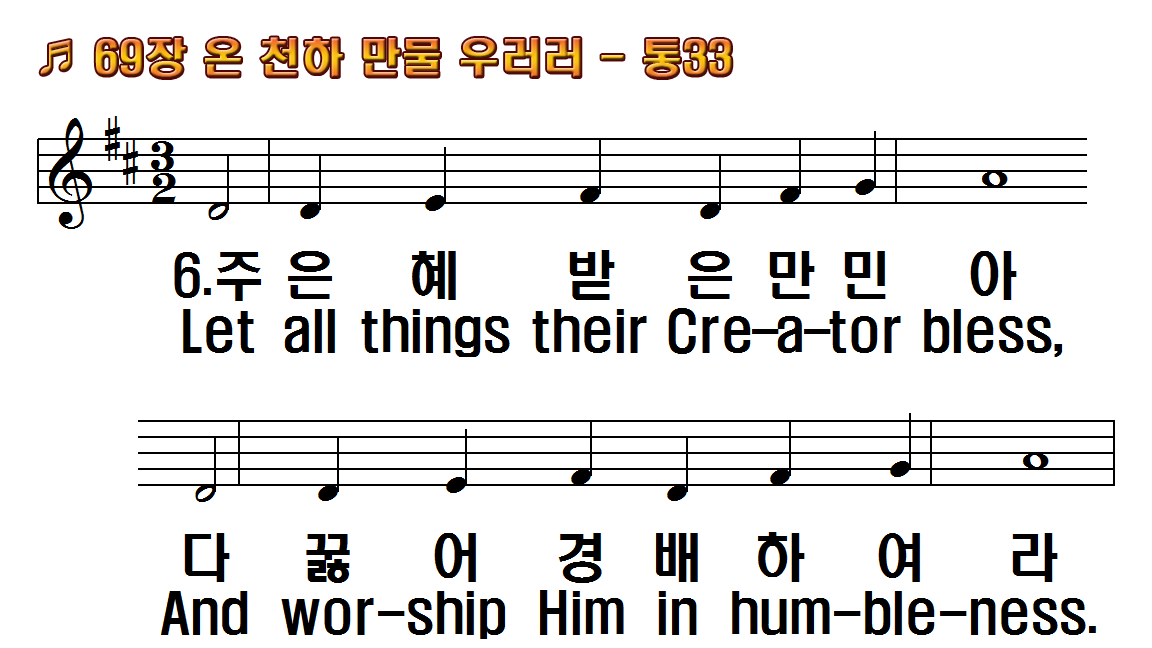 ♬ 69장 온 천하 만물 우러러 - 통33
3
2
6.주 은 혜 받 은 만 민 아
Let all things their Cre-a-tor bless,
다 꿇 어 경 배 하 여 라
And wor-ship Him in hum-ble-ness.